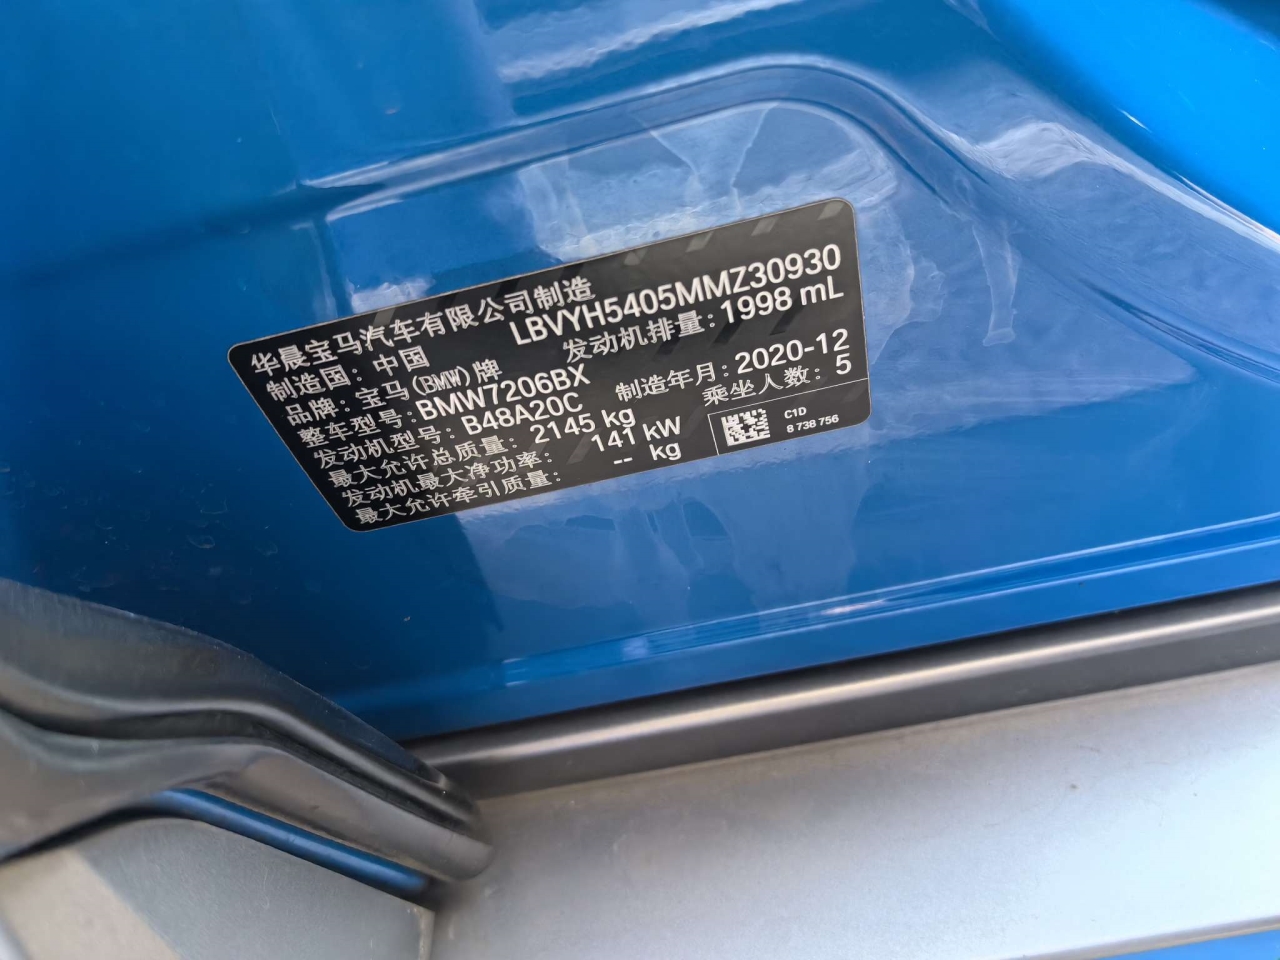 华晨宝马汽车有限公司制造
制造国：中国 LBVYH5405MMZ30930
品牌：宝马(BMW)牌 发动机排量：1998 mL
整车型号：BMW7206BX
发动机型号：B48A20C 制造年月：2020-12
最大允许总质量：2145 kg 乘坐人数：5
发动机最大净功率：141 kW
最大允许牵引质量：-- kg
C1D
8 738 756